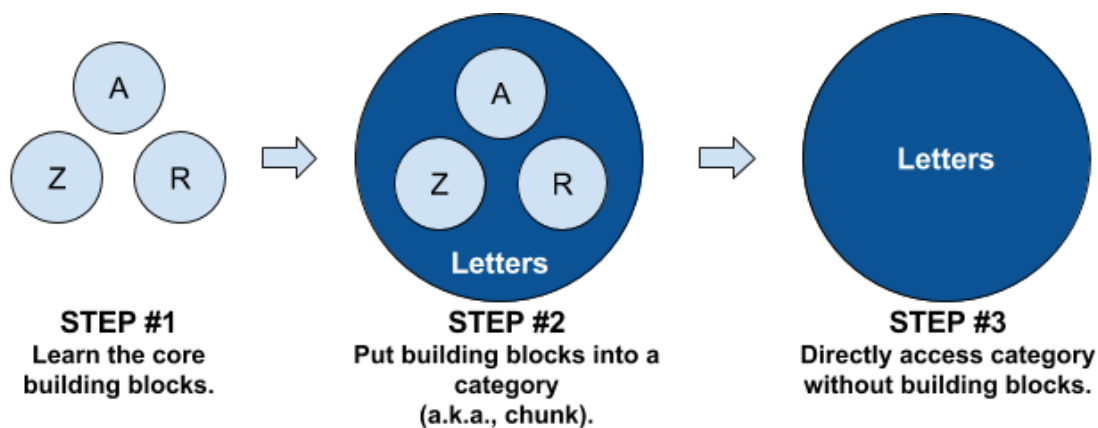 A
Z
R
STEP #1
Learn the core
building blocks.
A
Z
R
Letters
STEP #2
Put building blocks into a
category
(a.k.a., chunk).
Letters
STEP #3
Directly access category
without building blocks.